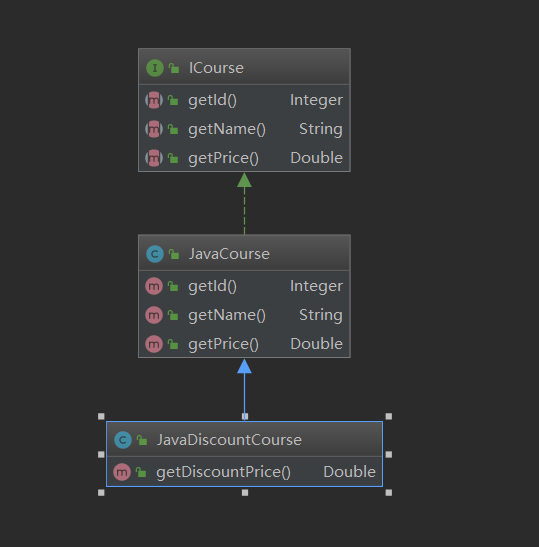 I ICourse
m getId() Integer
m getName() String
m getPrice() Double
C JavaCourse
m getId() Integer
m getName() String
m getPrice() Double
C JavaDiscountCourse
m getDiscountPrice() Double